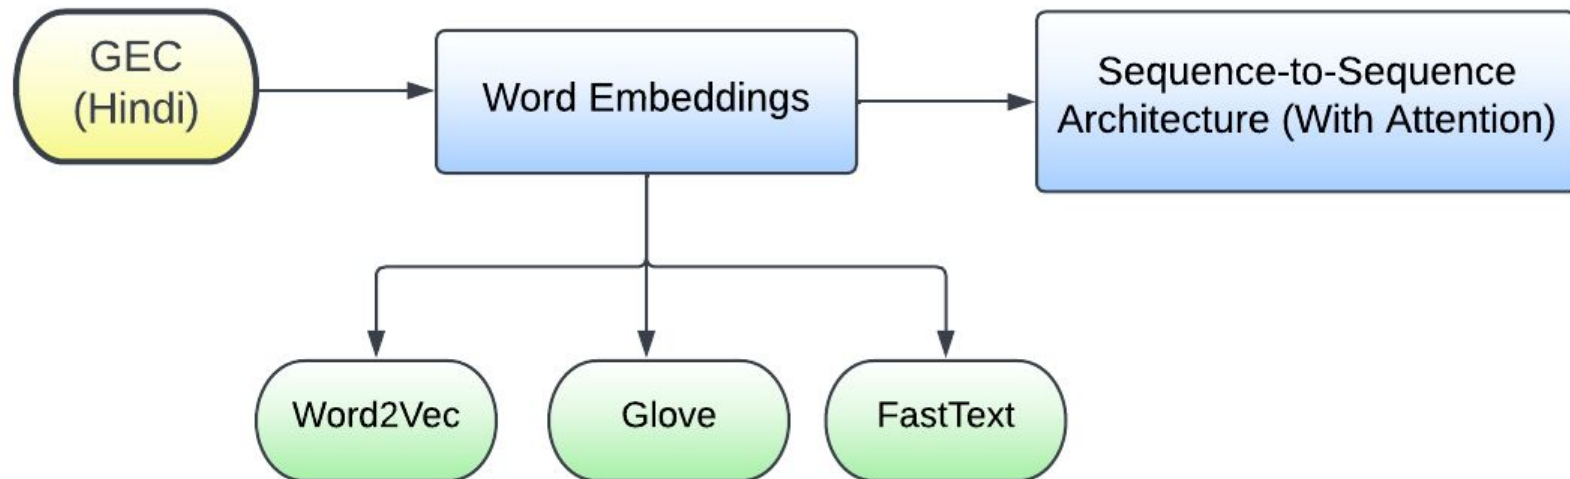 GEC
(Hindi)
Word Embeddings
Sequence-to-Sequence
Architecture (With Attention)
Word2Vec
Glove
FastText